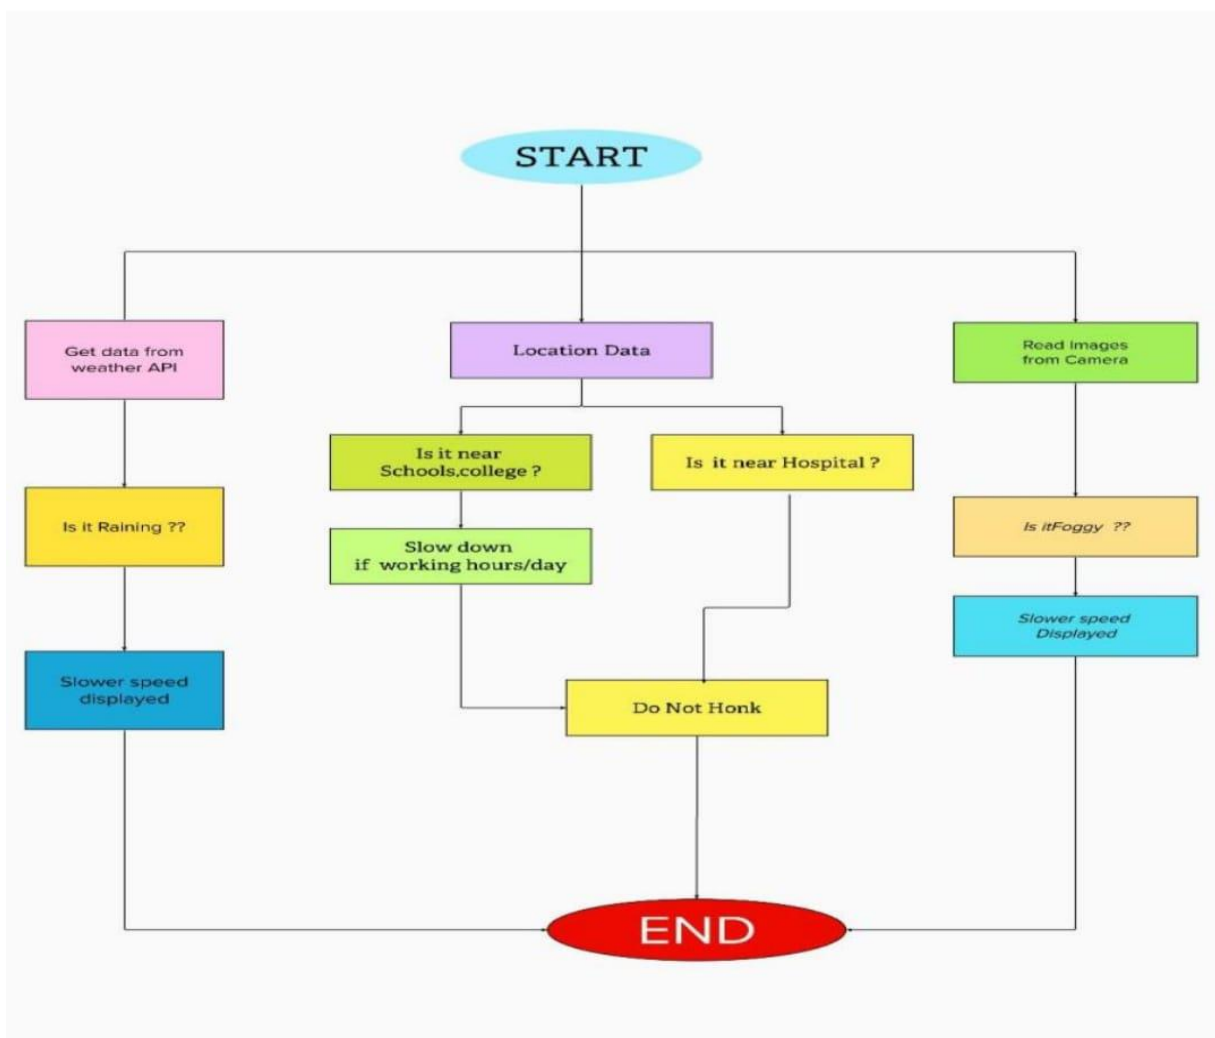 START
Get data from
weather API
Location Data
Read Images
from Camera
Is it near
Schools,college ?
Is it near Hospital ?
Is it Raining ??
Is itFoggy ??
Slow down
if working hours/day
Slower speed
Displayed
Slower speed
displayed
Do Not Honk
END